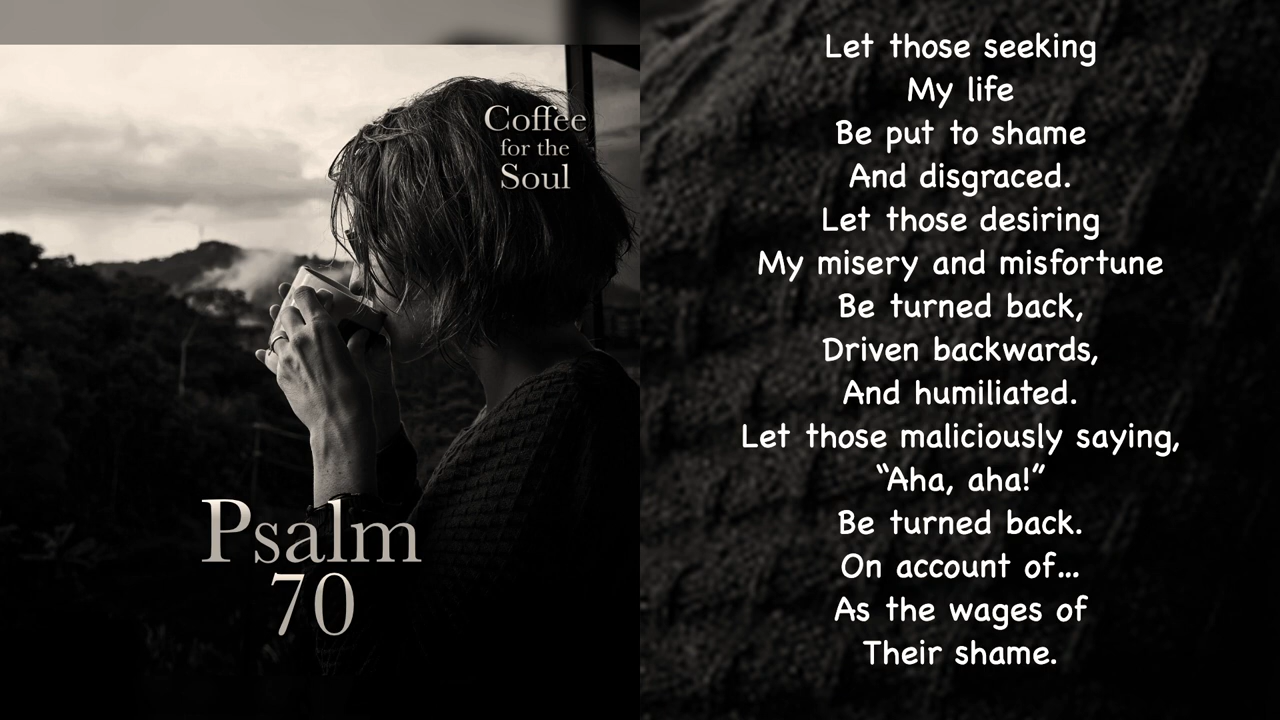 Coffee
for the
Soul
Psalm
70
Let those seeking
My life
Be put to shame
And disgraced.
Let those desiring
My misery and misfortune
Be turned back,
Driven backwards,
And humiliated.
Let those maliciously saying,
“Aha, aha!”
Be turned back.
On account of...
As the wages of
Their shame.